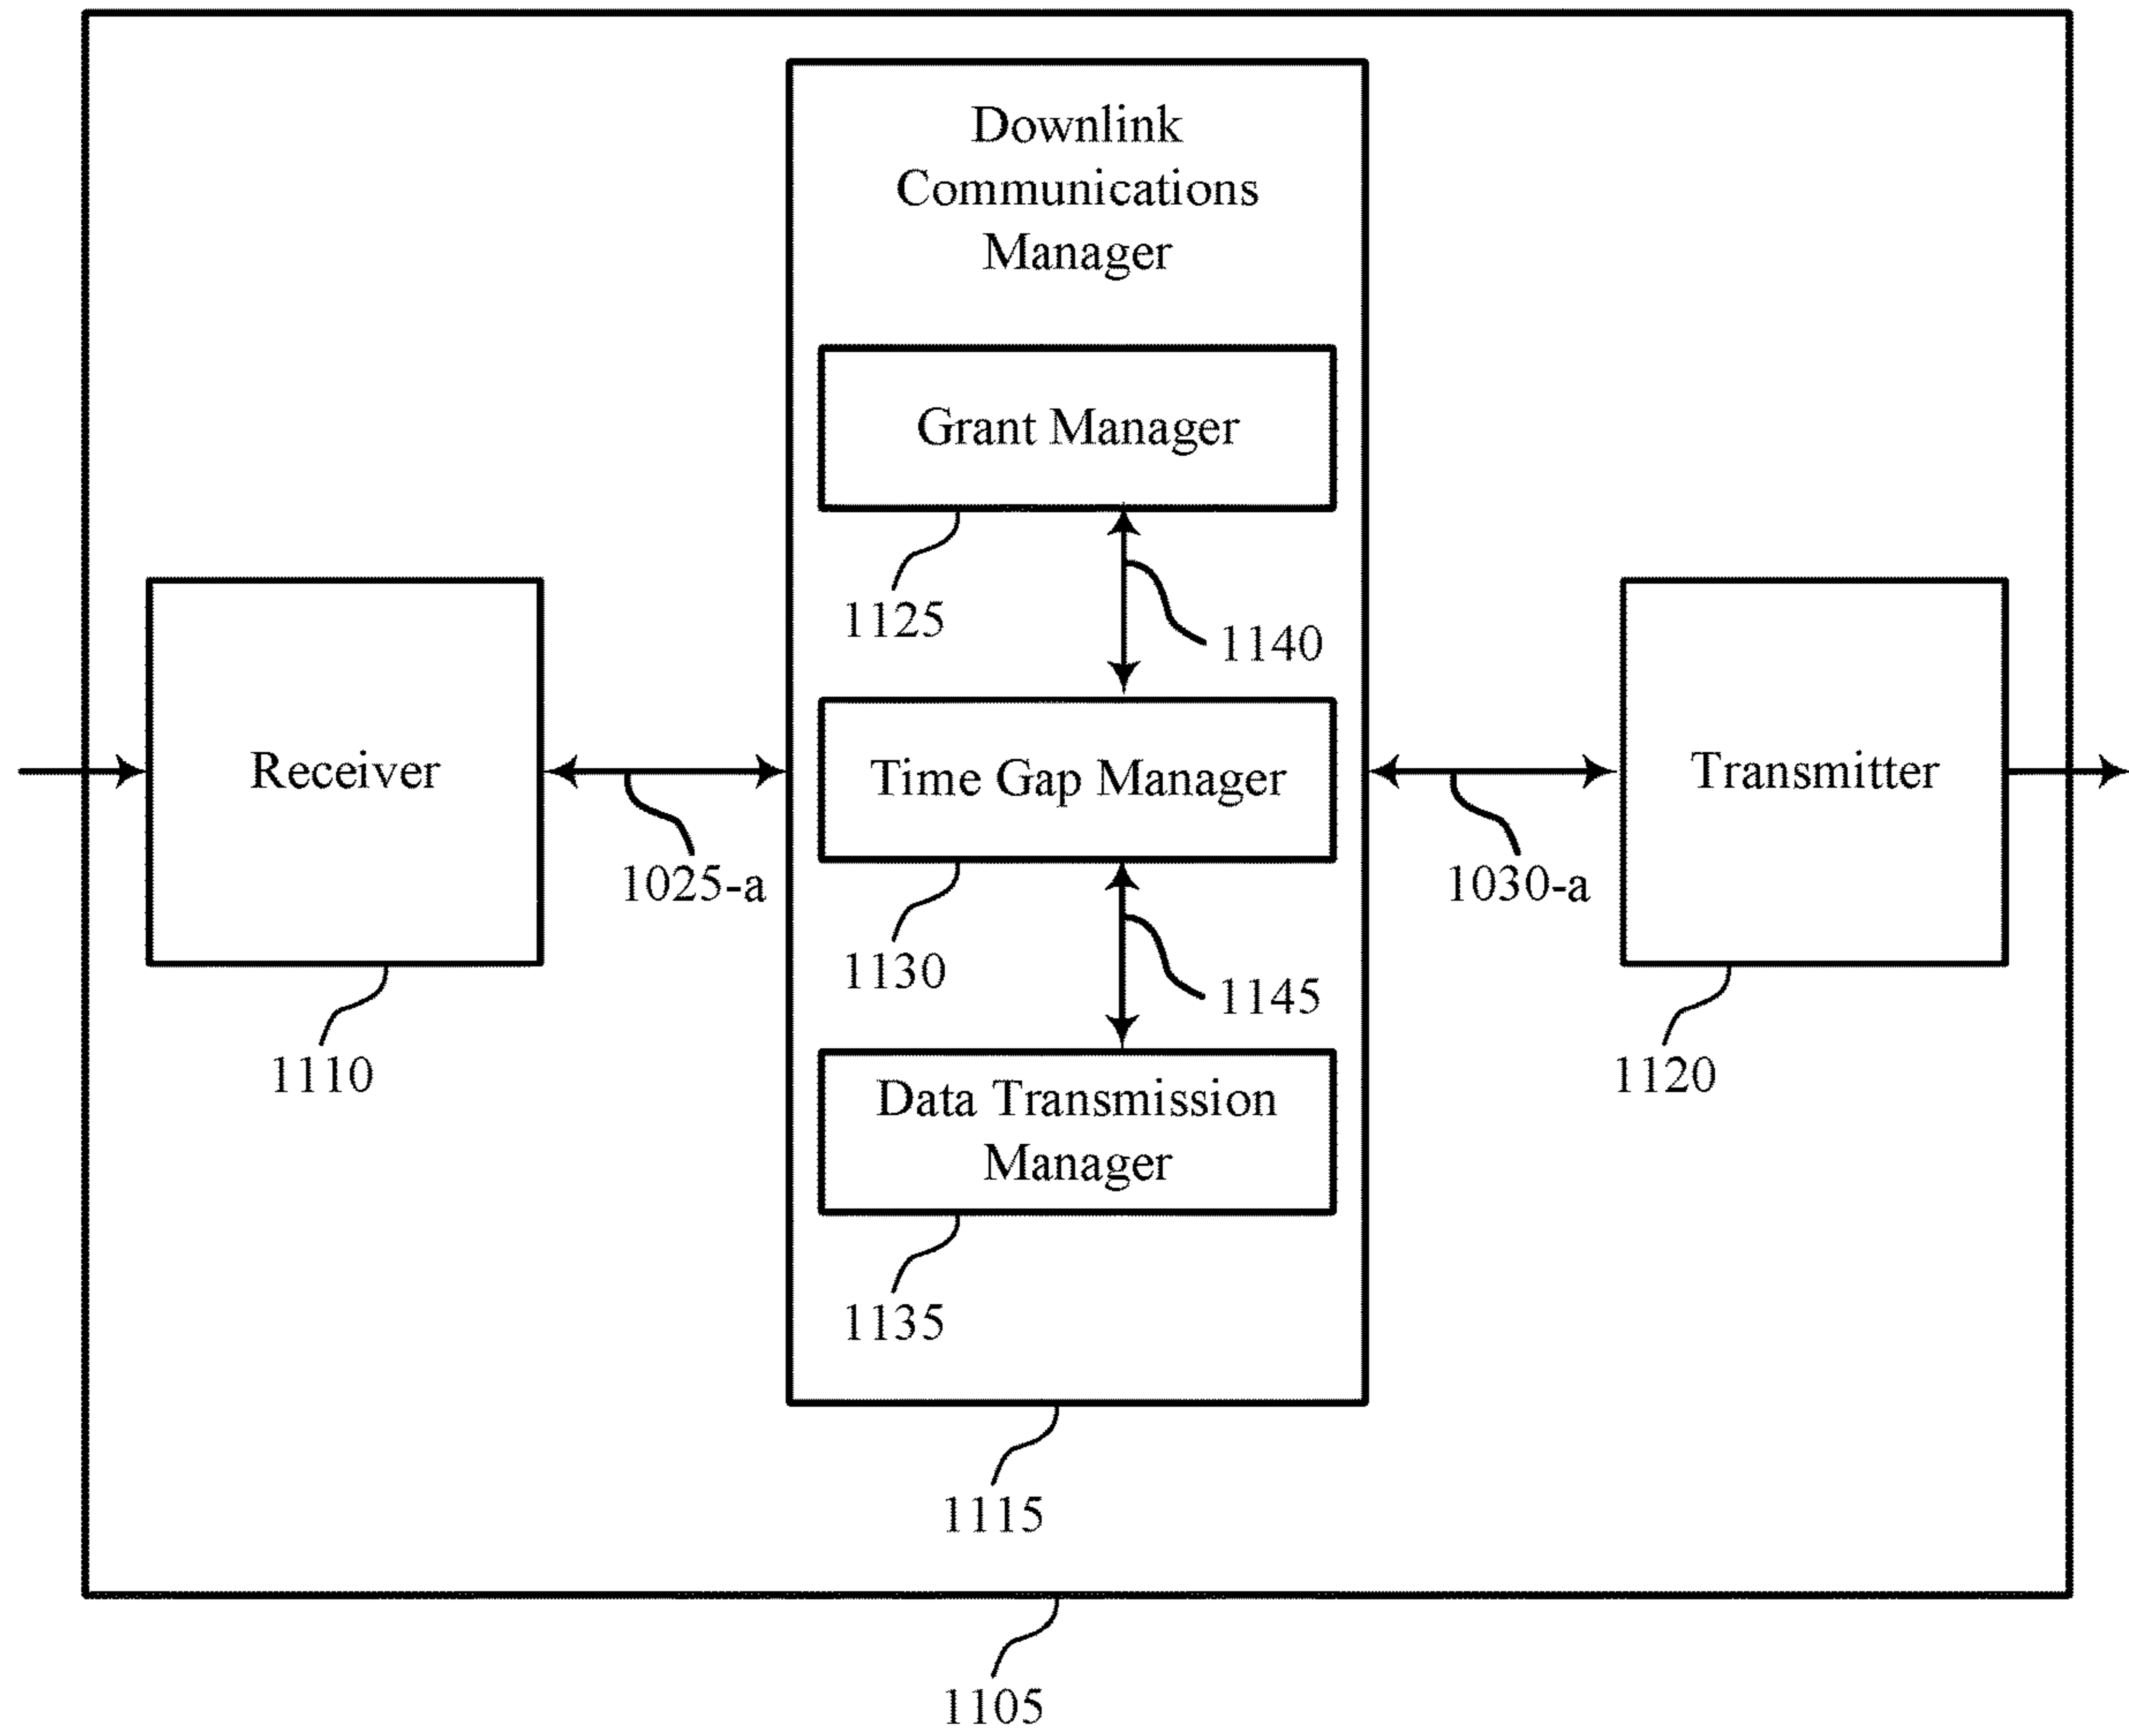 Downlink
Communications
Manager
Grant Manager
1125
1140
Receiver
Time Gap Manager
Transmitter
1025-a
1030-a
1130
1145
1110
1120
Data Transmission
Manager
1135
1115
1105